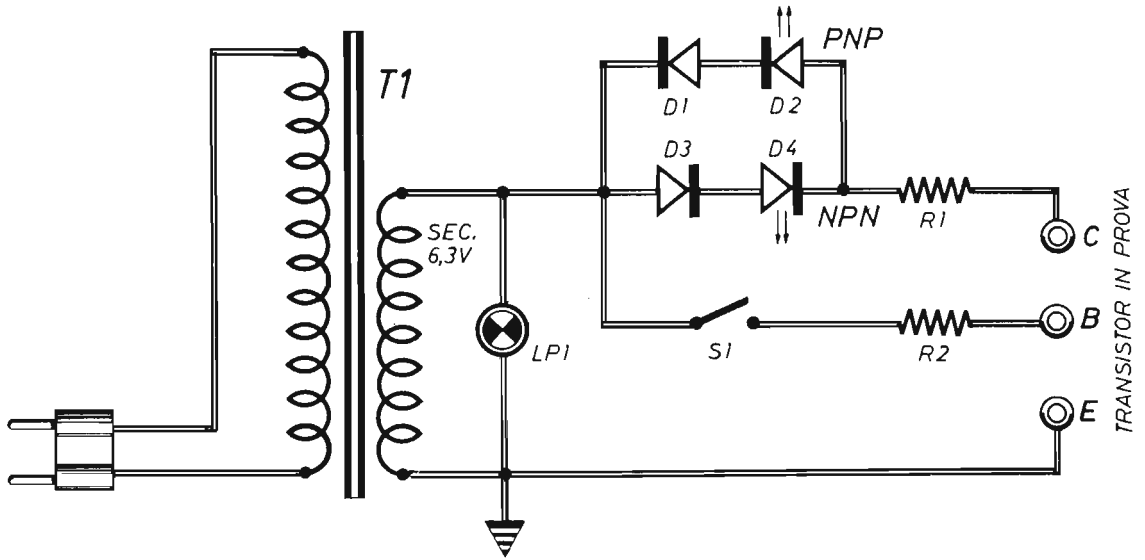 T1
SEC.
6,3V
LP1
PNP
D1
D2
D3
D4
NPN
R1
S1
R2
C
B
E
TRANSISTOR IN PROVA